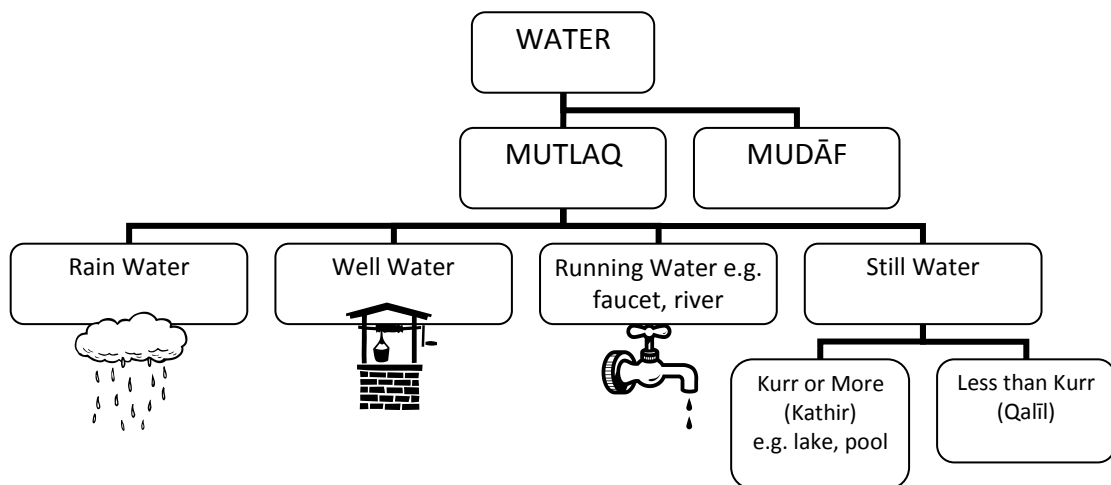 WATER
MUTLAQ
MUDĀF
Rain Water
Well Water
Running Water e.g.
faucet, river
Still Water
Kurr or More
(Kathir)
e.g. lake, pool
Less than Kurr
(Qalīl)